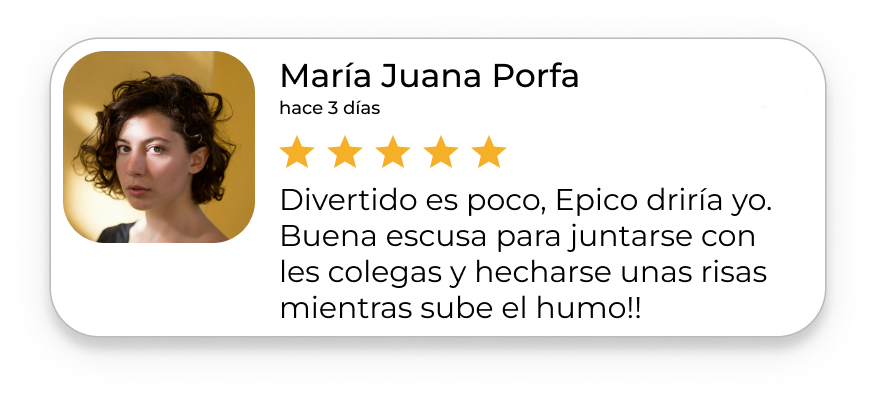 María Juana Porfa
hace 3 días
Divertido es poco, Epico driría yo.
Buena escusa para juntarse con
les colegas y hecharse unas risas
mientras sube el humo!!